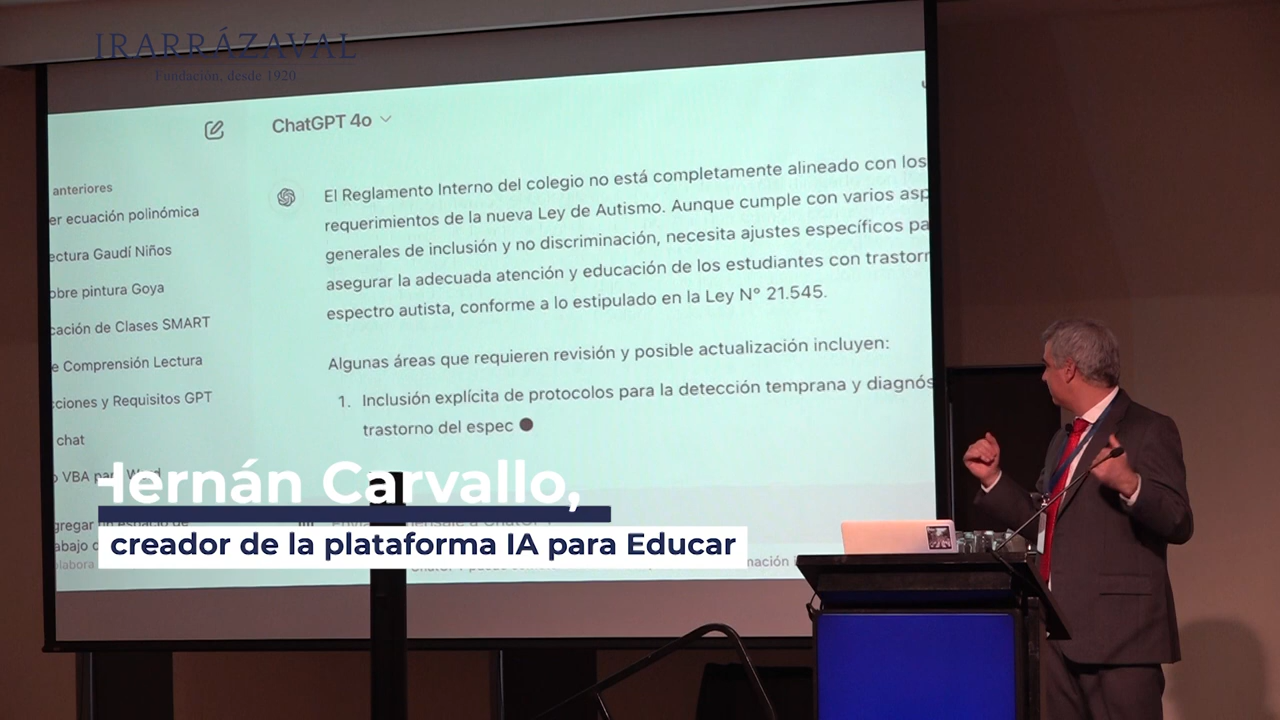 IRARRÁZAVAL
Fundación, desde 1920
ChatGPT 4o
anteriores
er ecuación polinómica
ectura Gaudí Niños
obre pintura Goya
cación de Clases SMART
e Comprensión Lectura
ciones y Requisitos GPT
chat
VBA para Word
El Reglamento Interno del colegio no está completamente alineado con los
requerimientos de la nueva Ley de Autismo. Aunque cumple con varios asp
generales de inclusión y no discriminación, necesita ajustes específicos pa
asegurar la adecuada atención y educación de los estudiantes con trastorn
espectro autista, conforme a lo estipulado en la Ley N° 21.545.
Algunas áreas que requieren revisión y posible actualización incluyen:
1. Inclusión explícita de protocolos para la detección temprana y diagnós
trastorno del espec
Hernán Carvallo,
creador de la plataforma IA para Educar